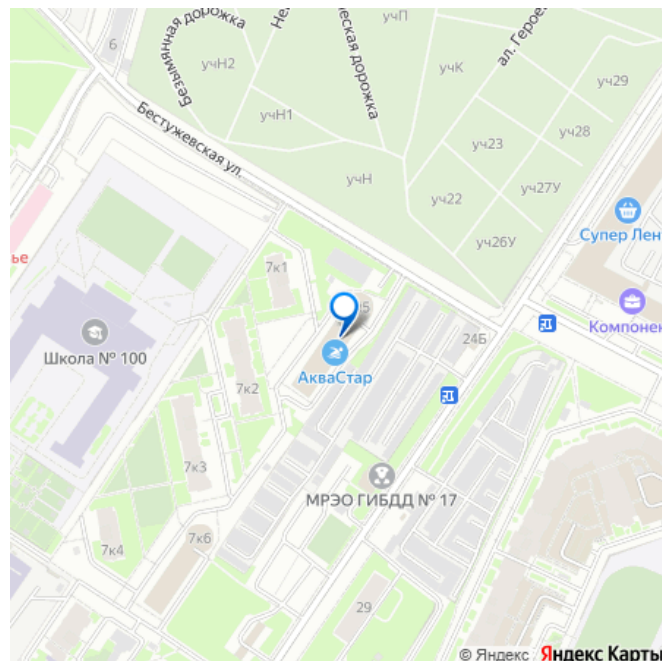 учП
ал. Герое
Безымянная дорожка
ческая дорожка
6
учН2
учК
уч29
учН1
уч28
Бестужевская ул.
уч23
учН
уч27У
уч22
уч26У
Супер Лен
ье
7к1
Компонен
24Б
Школа № 100
АкваСтар
7к2
7к3
МРЭО ГИБДД № 17
7к4
7к6
29
© Яндекс Яндекс Карты